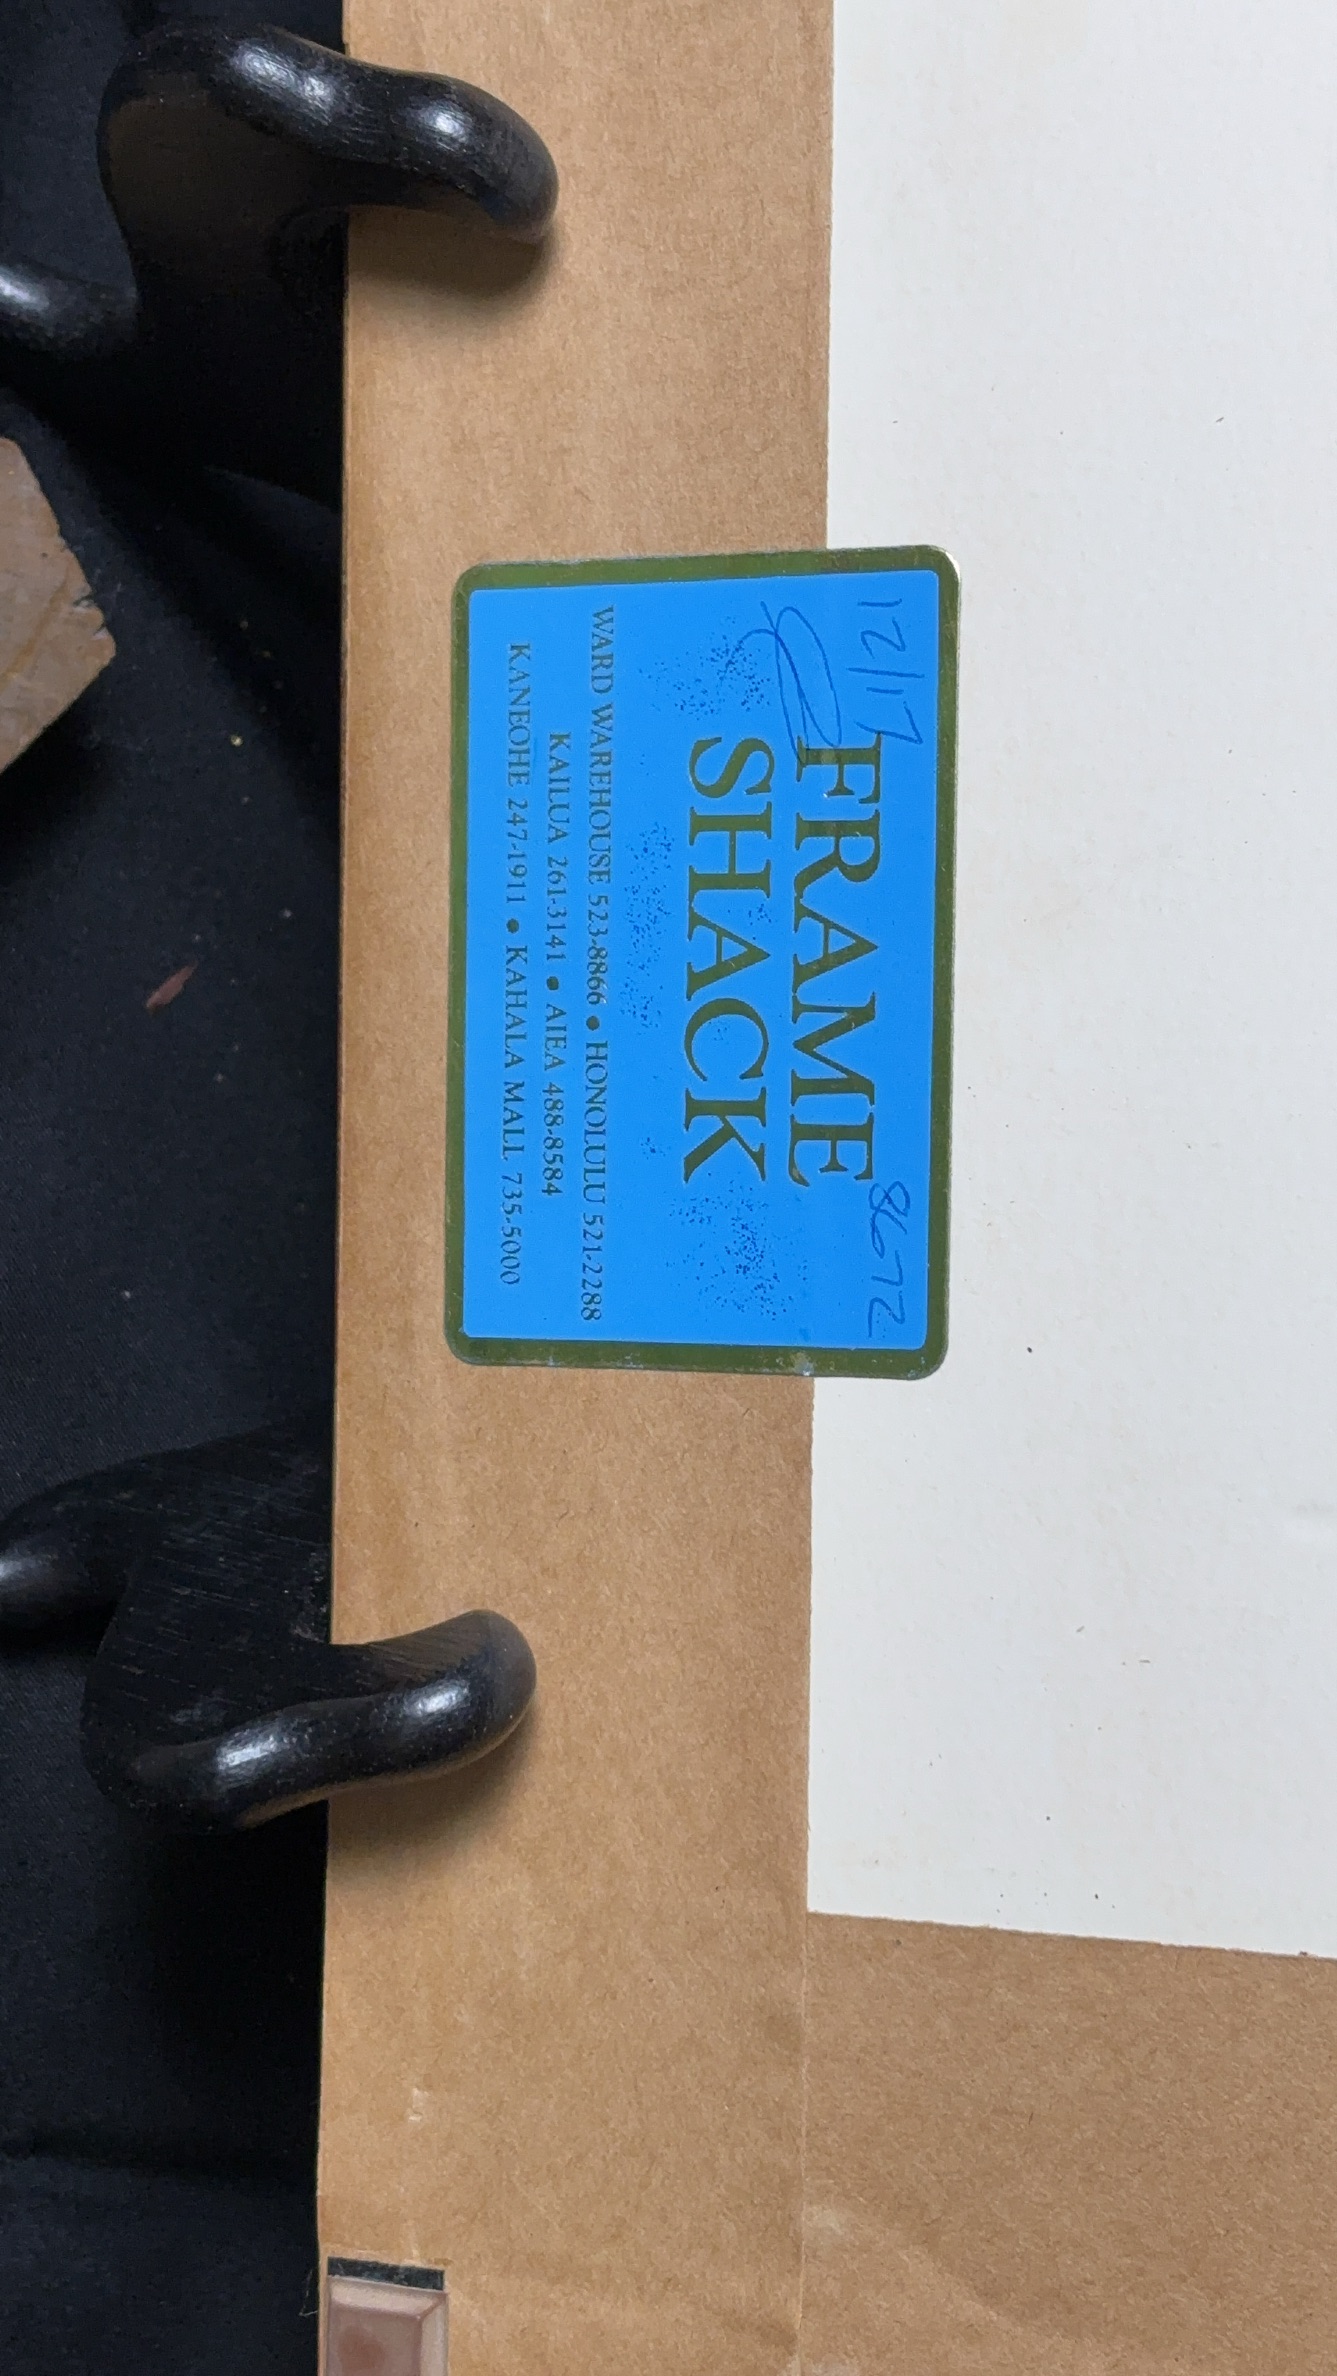 12/17
8672
FRAME
SHACK
WARD WAREHOUSE 523-8866 • HONOLULU 521-2288
KAILUA 261-3141 • AIEA 488-8584
KANEOHE 247-1911 • KAHALA MALL 735-5000